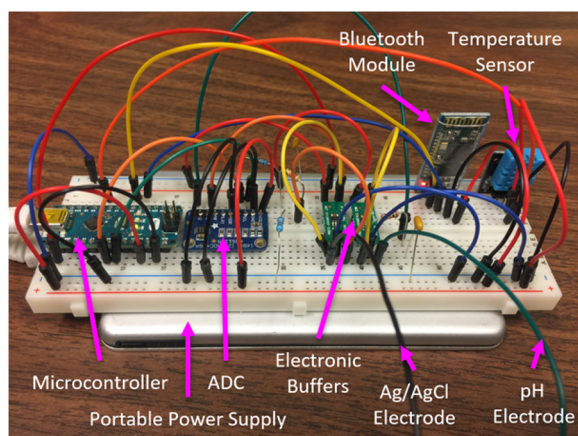 Bluetooth
Module
Temperature
Sensor
Microcontroller
ADC
Electronic
Buffers
Ag/AgCl
Electrode
pH
Electrode
Portable Power Supply